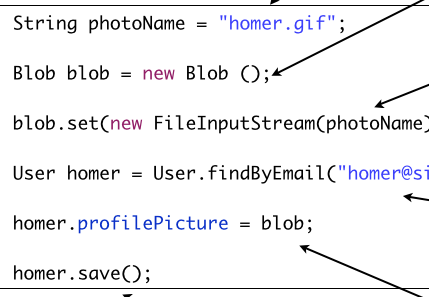 String photoName = "homer.gif";
Blob blob = new Blob ();
blob.set(new FileInputStream(photoName)
User homer = User.findByEmail("homer@si
homer.profilePicture = blob;
homer.save();